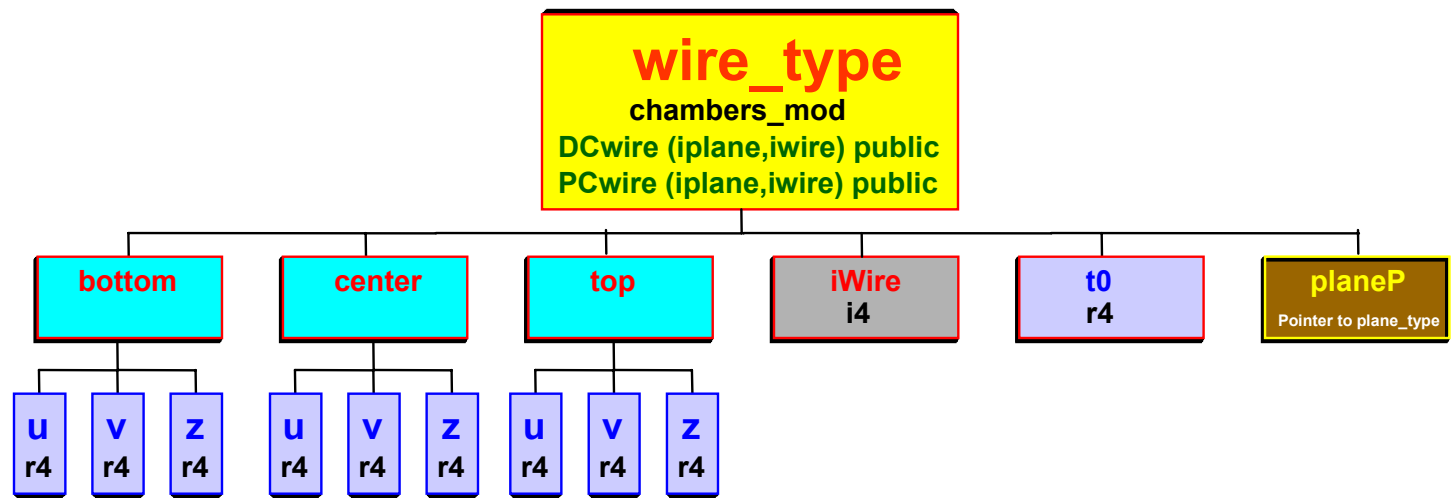 wire_type
chambers_mod
DCwire (iplane,iwire) public
PCwire (iplane,iwire) public
bottom
center
top
iWire
i4
t0
r4
planeP
Pointer to plane_type
u
r4
v
r4
z
r4
u
r4
v
r4
z
r4
u
r4
v
r4
z
r4